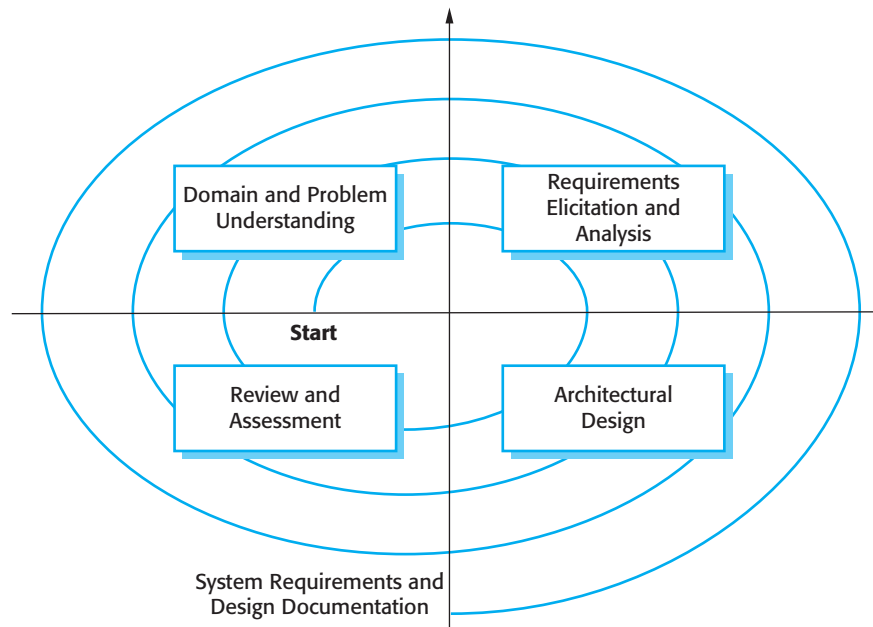 Domain and Problem
Understanding
Requirements
Elicitation and
Analysis
Start
Review and
Assessment
Architectural
Design
System Requirements and
Design Documentation